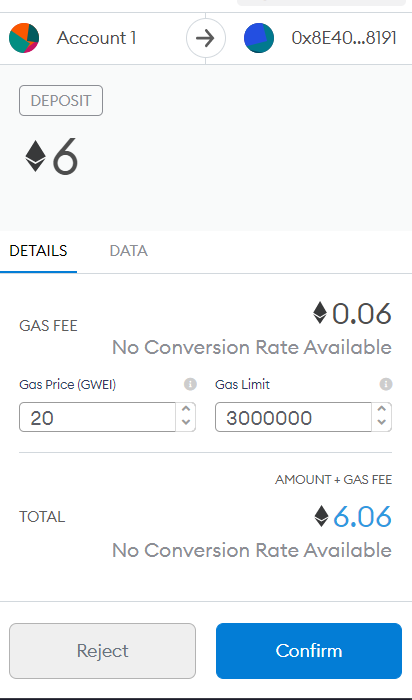 Account 1
0x8E40...8191
DEPOSIT
6
DETAILS DATA
0.06
GAS FEE
No Conversion Rate Available
Gas Price (GWEI) Gas Limit
20 3000000
AMOUNT + GAS FEE
TOTAL
6.06
No Conversion Rate Available
Reject Confirm